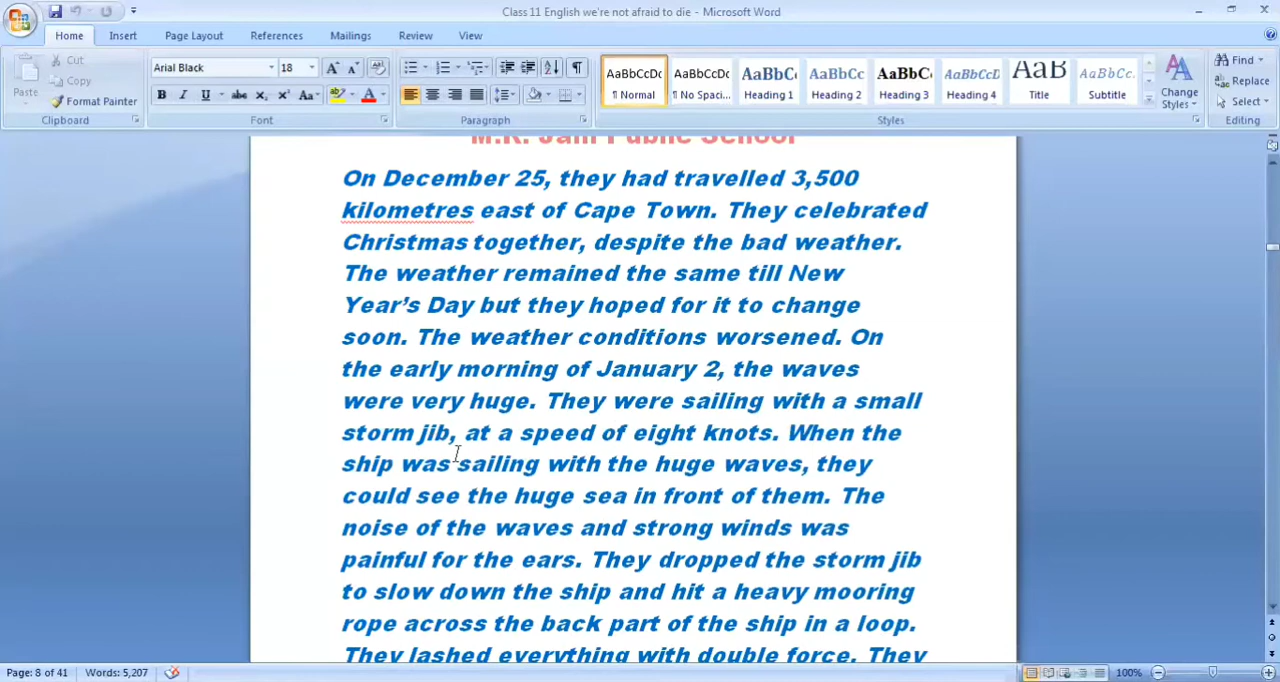 Class 11 English we're not afraid to die - Microsoft Word
Home Insert Page Layout References Mailings Review View
Paste Cut Copy Format Painter
Arial Black 18
AaBbCcDc AaBbCcDc AaBbC AaBbCc AaBbC AaBbCcD AaB AaBbCc.
¶ Normal ¶ No Spaci... Heading 1 Heading 2 Heading 3 Heading 4 Title Subtitle
Change Styles
Find Replace Select
Clipboard Font Paragraph Styles Editing
M.R. Jain Public School
On December 25, they had travelled 3,500
kilometres east of Cape Town. They celebrated
Christmas together, despite the bad weather.
The weather remained the same till New
Year’s Day but they hoped for it to change
soon. The weather conditions worsened. On
the early morning of January 2, the waves
were very huge. They were sailing with a small
storm jib, at a speed of eight knots. When the
ship was sailing with the huge waves, they
could see the huge sea in front of them. The
noise of the waves and strong winds was
painful for the ears. They dropped the storm jib
to slow down the ship and hit a heavy mooring
rope across the back part of the ship in a loop.
They lashed everything with double force. They
Page: 8 of 41 Words: 5,207 100%